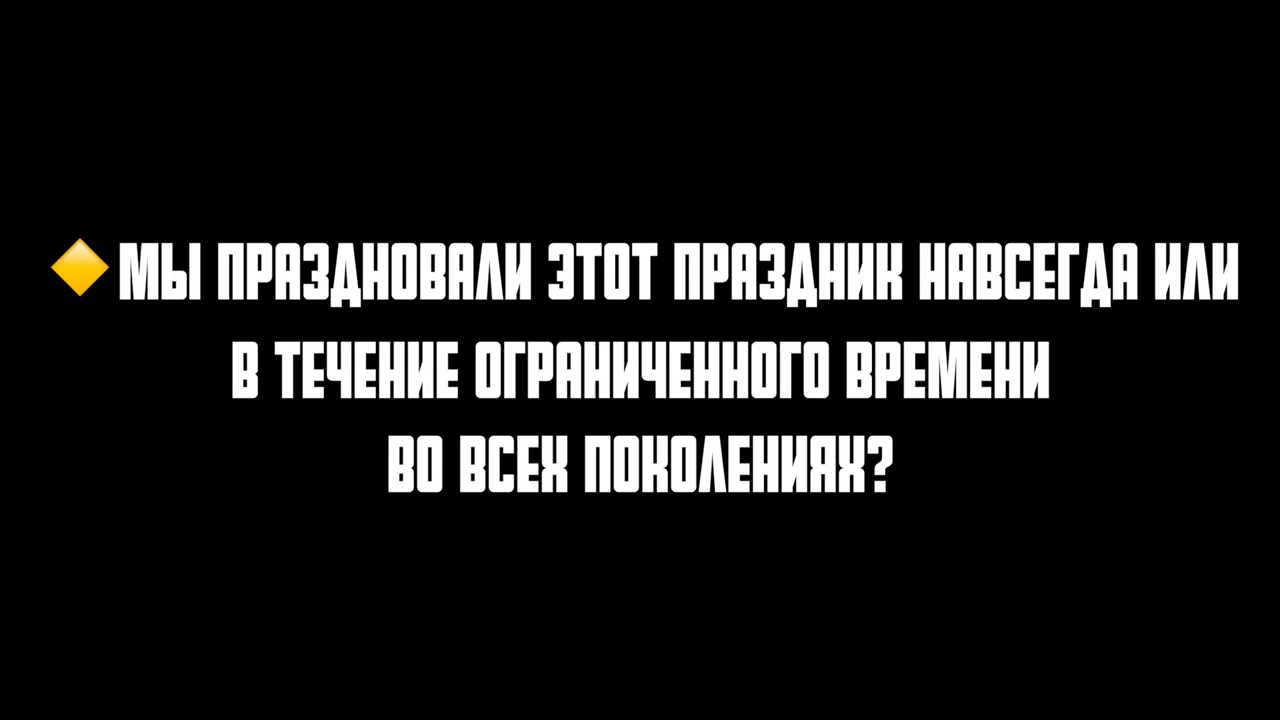 🔶МЫ ПРАЗДНОВАЛИ ЭТОТ ПРАЗДНИК НАВСЕГДА ИЛИ
В ТЕЧЕНИЕ ОГРАНИЧЕННОГО ВРЕМЕНИ
ВО ВСЕХ ПОКОЛЕНИЯХ?